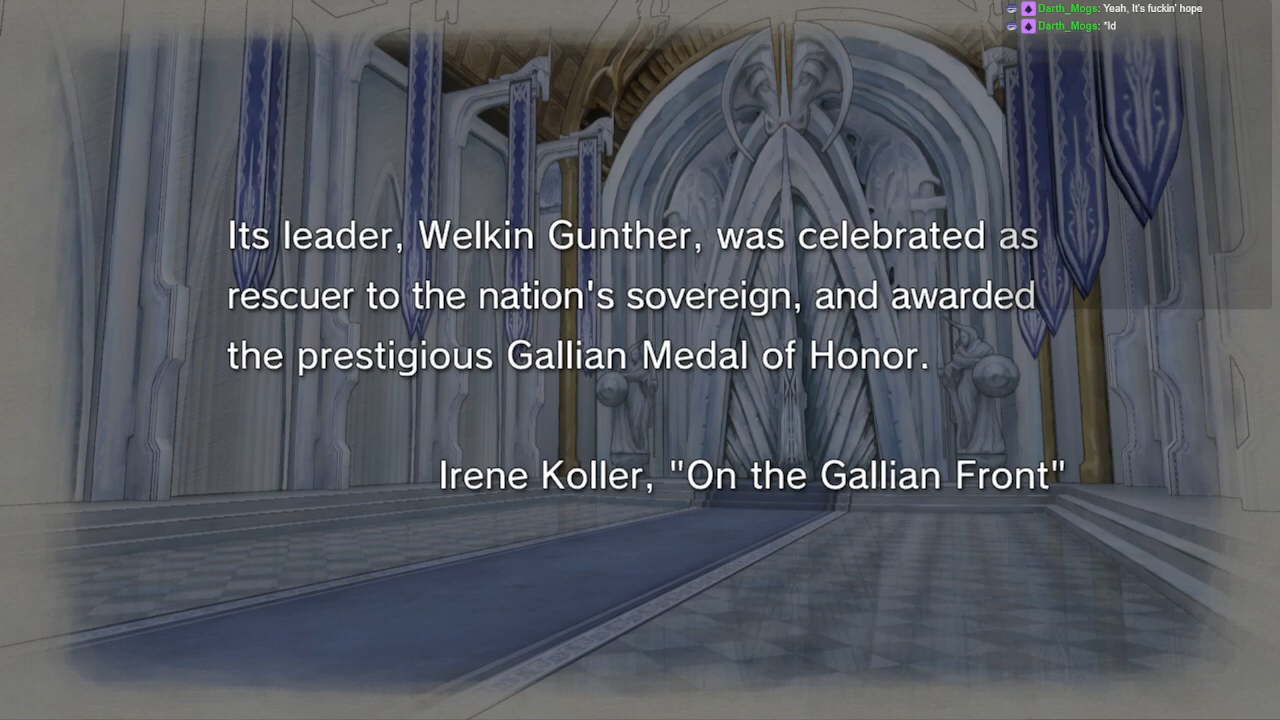 Darth_Mogs: Yeah, It's fuckin' hope
Darth_Mogs: *Id
Its leader, Welkin Gunther, was celebrated as
rescuer to the nation's sovereign, and awarded
the prestigious Gallian Medal of Honor.
Irene Koller, "On the Gallian Front"